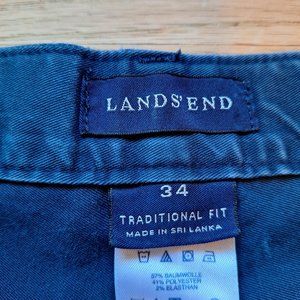 LANDS' END
34
TRADITIONAL FIT
MADE IN SRI LANKA
57% BAUMWOLLE
41% POLYESTER
2% ELASTHAN